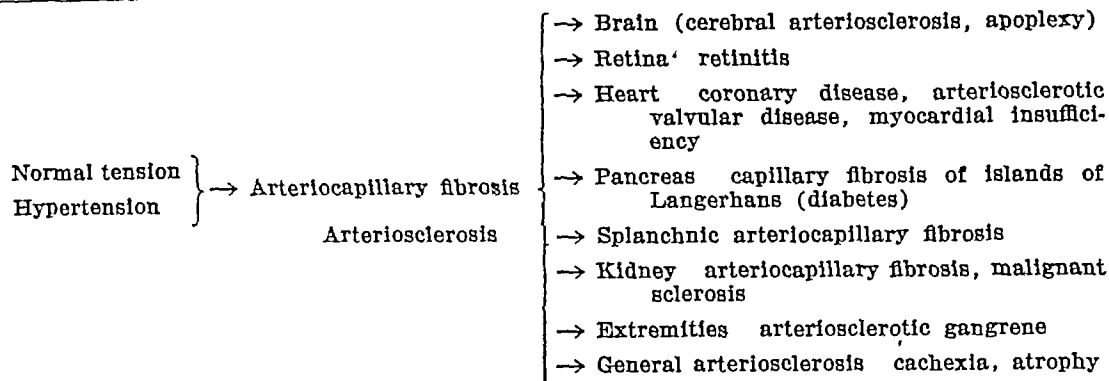 Normal tension
Hypertension
→ Arteriocapillary fibrosis
Arteriosclerosis
→ Brain (cerebral arteriosclerosis, apoplexy)
→ Retina‘ retinitis
→ Heart coronary disease, arteriosclerotic
valvular disease, myocardial insuffici-
ency
→ Pancreas capillary fibrosis of islands of
Langerhans (diabetes)
→ Splanchnic arteriocapillary fibrosis
→ Kidney arteriocapillary fibrosis, malignant
sclerosis
→ Extremities arteriosclerotic gangrene
→ General arteriosclerosis cachexia, atrophy